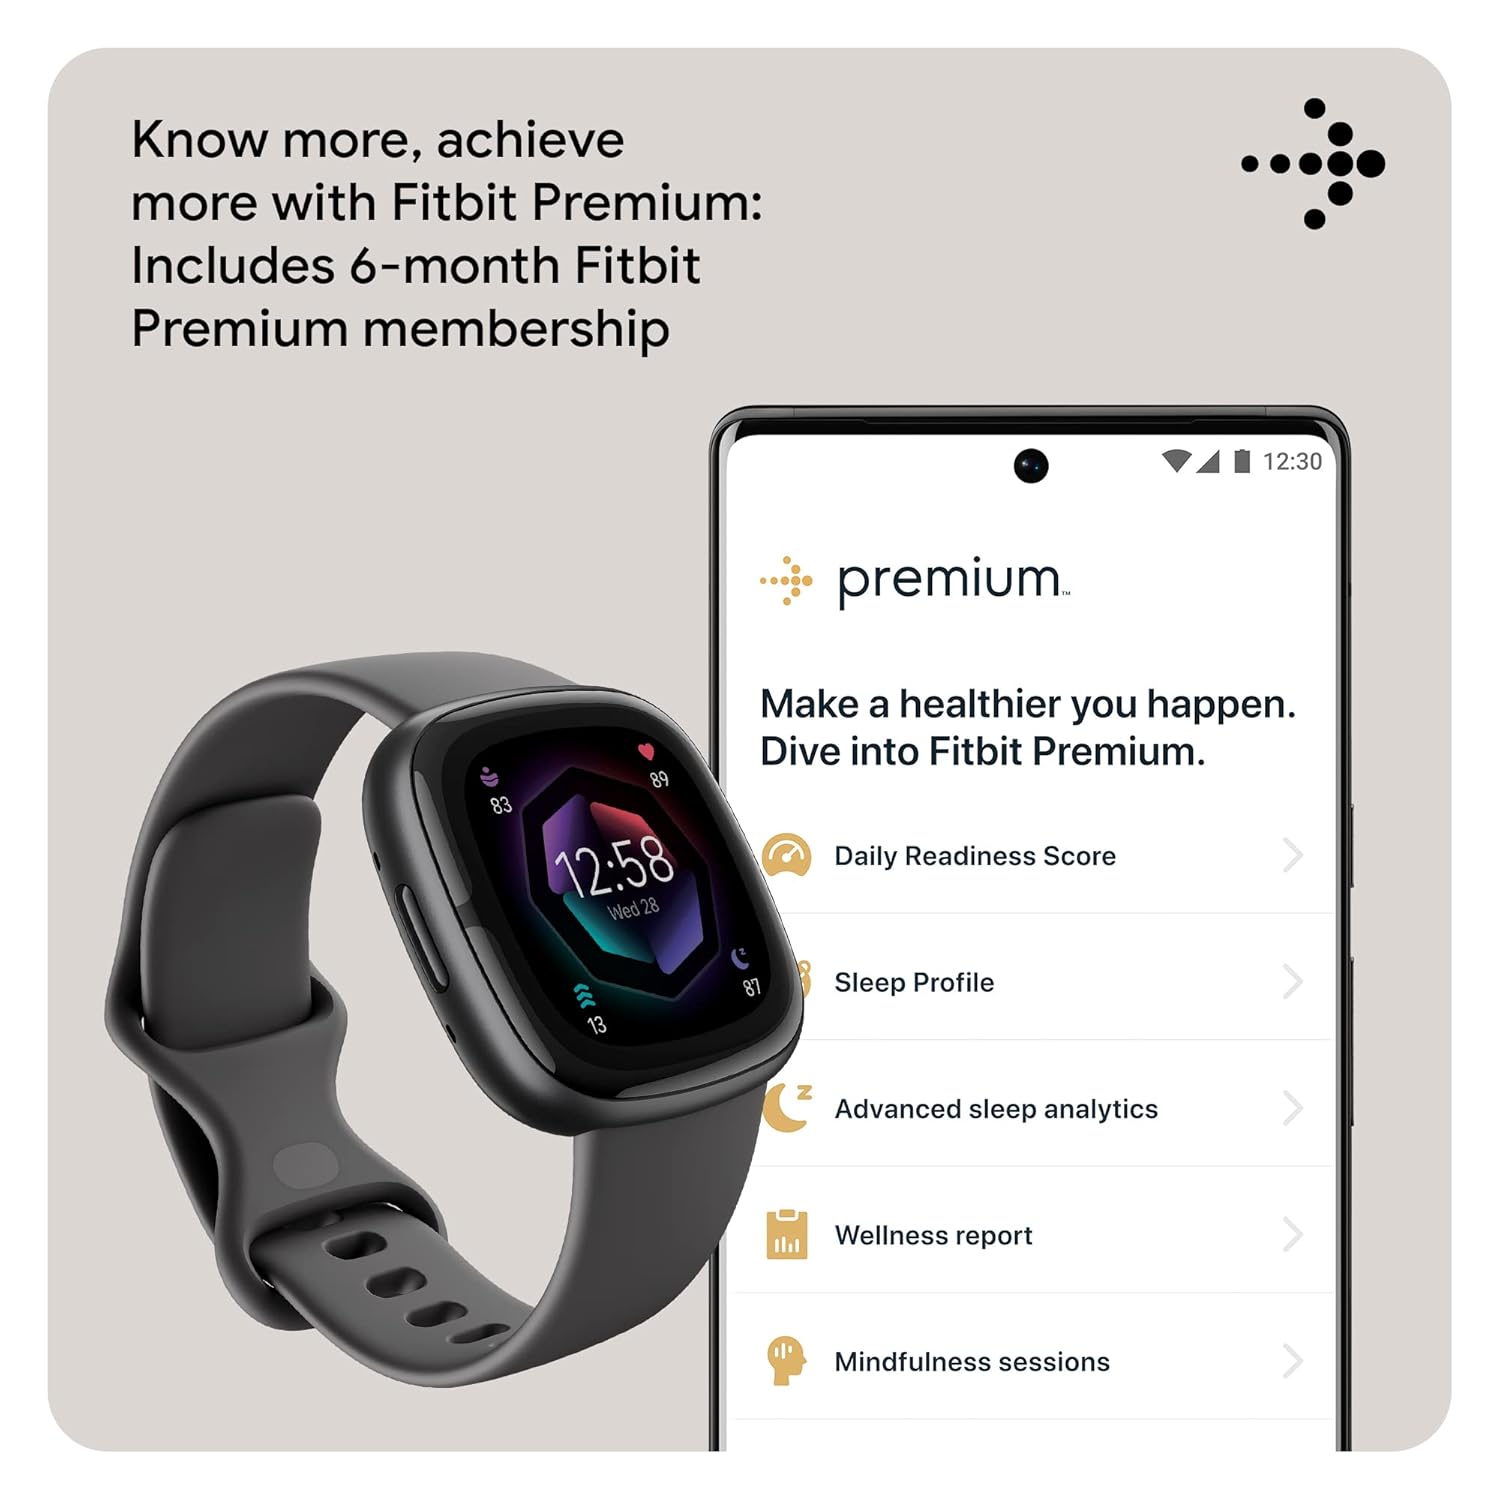 Know more, achieve
more with Fitbit Premium:
Includes 6-month Fitbit
Premium membership
12:30
premium™
Make a healthier you happen.
Dive into Fitbit Premium.
83
89
12:58
Wed 28
13
87
Daily Readiness Score
Sleep Profile
Advanced sleep analytics
Wellness report
Mindfulness sessions